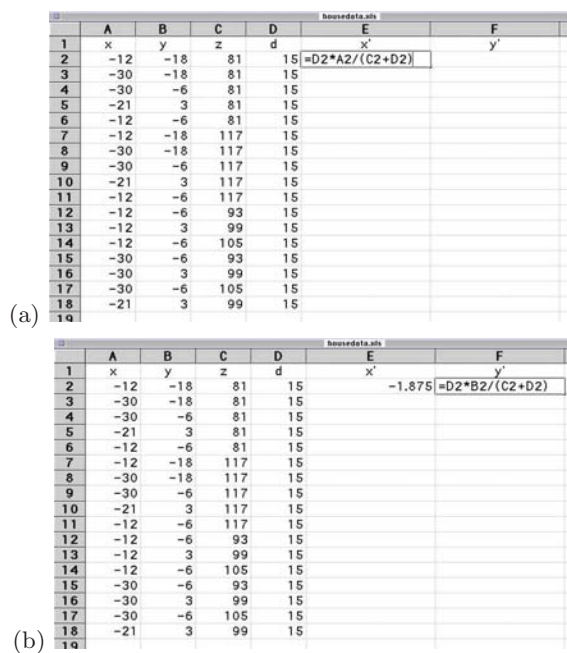 housedata.xls
A B C D E F
1 x y z d x' y'
2 -12 -18 81 15 =D2*A2/(C2+D2)
3 -30 -18 81 15
4 -30 -6 81 15
5 -21 3 81 15
6 -12 -6 81 15
7 -12 -18 117 15
8 -30 -18 117 15
9 -30 -6 117 15
10 -21 3 117 15
11 -12 -6 117 15
12 -12 -6 93 15
13 -12 3 99 15
14 -12 -6 105 15
15 -30 -6 93 15
16 -30 3 99 15
17 -30 -6 105 15
18 -21 3 99 15
19
(a)
housedata.xls
A B C D E F
1 x y z d x' y'
2 -12 -18 81 15 -1.875 =D2*B2/(C2+D2)
3 -30 -18 81 15
4 -30 -6 81 15
5 -21 3 81 15
6 -12 -6 81 15
7 -12 -18 117 15
8 -30 -18 117 15
9 -30 -6 117 15
10 -21 3 117 15
11 -12 -6 117 15
12 -12 -6 93 15
13 -12 3 99 15
14 -12 -6 105 15
15 -30 -6 93 15
16 -30 3 99 15
17 -30 -6 105 15
18 -21 3 99 15
19
(b)